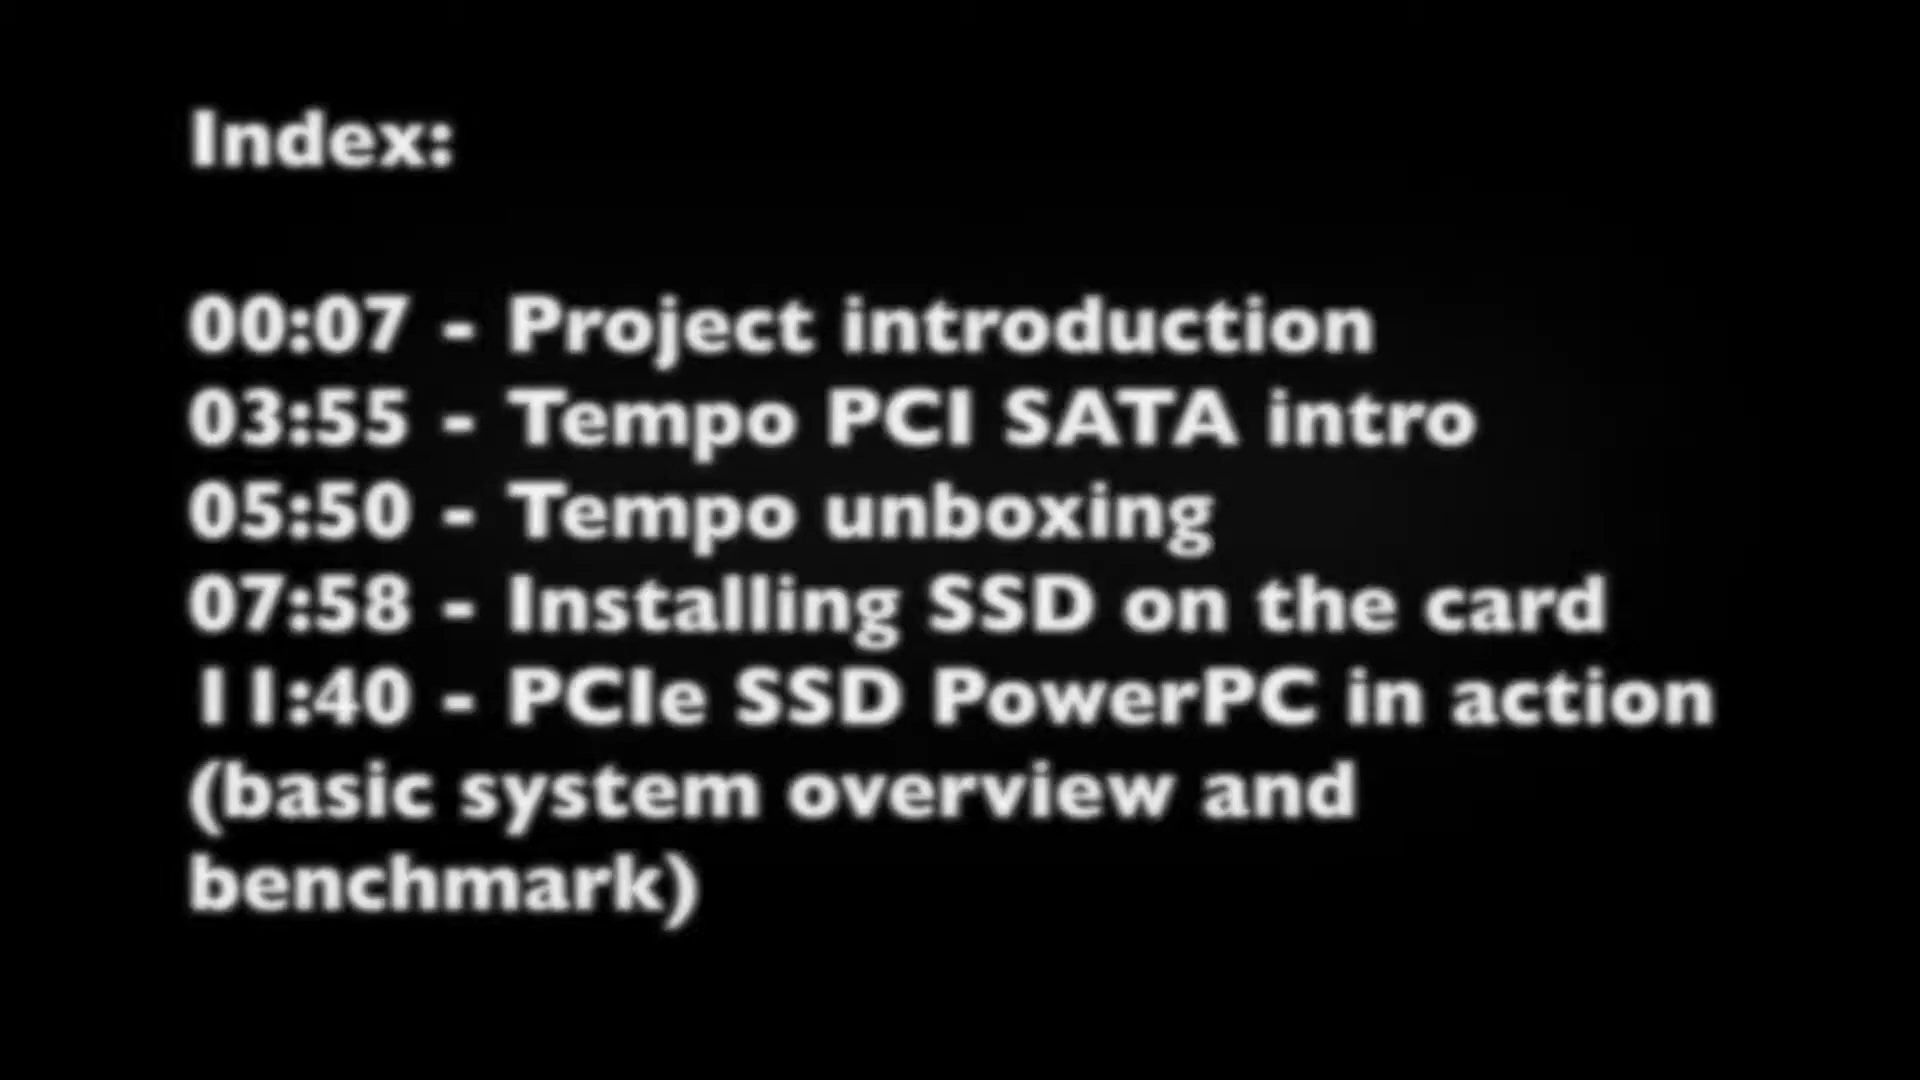 Index:
00:07 - Project introduction
03:55 - Tempo PCI SATA intro
05:50 - Tempo unboxing
07:58 - Installing SSD on the card
11:40 - PCIe SSD PowerPC in action
(basic system overview and
benchmark)